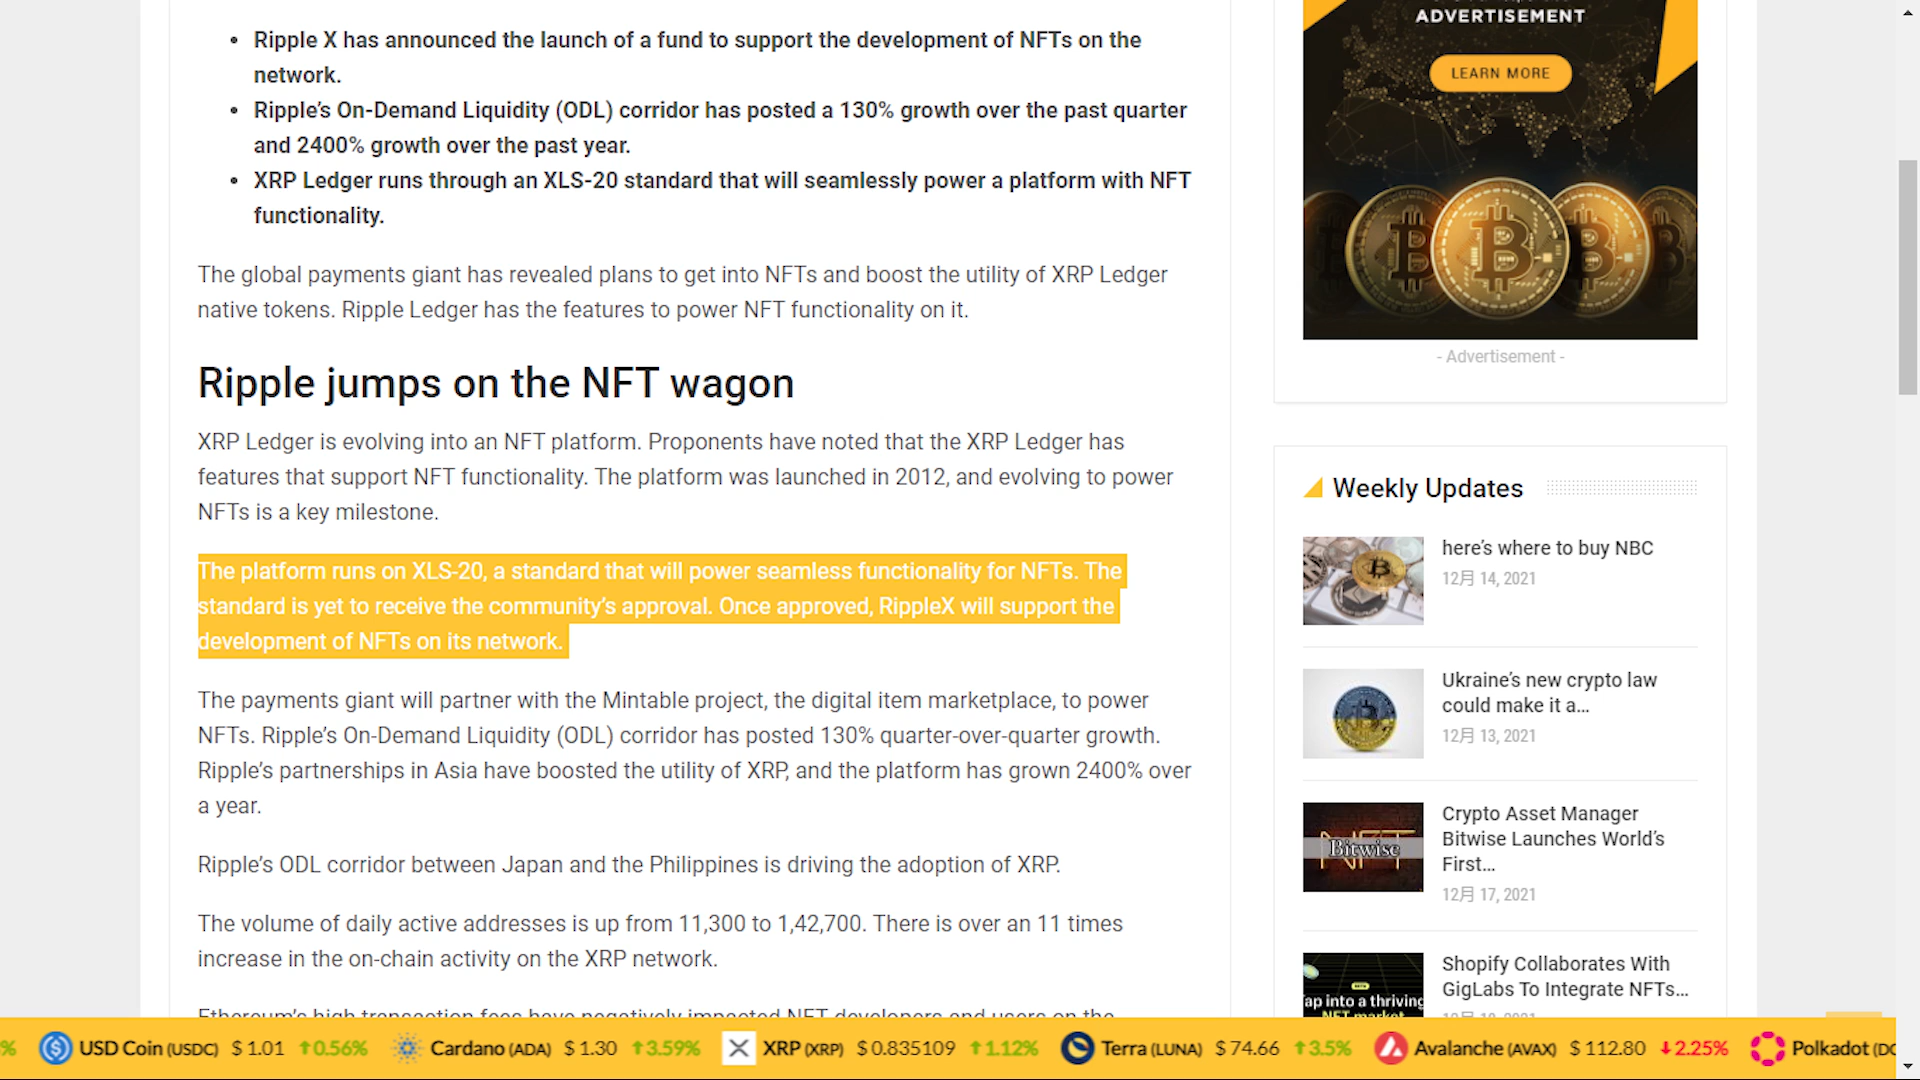 ADVERTISEMENT
LEARN MORE
- Advertisement -
• Ripple X has announced the launch of a fund to support the development of NFTs on the
network.
• Ripple’s On-Demand Liquidity (ODL) corridor has posted a 130% growth over the past quarter
and 2400% growth over the past year.
• XRP Ledger runs through an XLS-20 standard that will seamlessly power a platform with NFT
functionality.
The global payments giant has revealed plans to get into NFTs and boost the utility of XRP Ledger
native tokens. Ripple Ledger has the features to power NFT functionality on it.
Ripple jumps on the NFT wagon
XRP Ledger is evolving into an NFT platform. Proponents have noted that the XRP Ledger has
features that support NFT functionality. The platform was launched in 2012, and evolving to power
NFTs is a key milestone.
The platform runs on XLS-20, a standard that will power seamless functionality for NFTs. The
standard is yet to receive the community’s approval. Once approved, RippleX will support the
development of NFTs on its network.
The payments giant will partner with the Mintable project, the digital item marketplace, to power
NFTs. Ripple’s On-Demand Liquidity (ODL) corridor has posted 130% quarter-over-quarter growth.
Ripple’s partnerships in Asia have boosted the utility of XRP, and the platform has grown 2400% over
a year.
Ripple’s ODL corridor between Japan and the Philippines is driving the adoption of XRP.
The volume of daily active addresses is up from 11,300 to 1,42,700. There is over an 11 times
increase in the on-chain activity on the XRP network.
Ethereum’s high transaction fees have negatively impacted NFT developers and users on the
Weekly Updates
here’s where to buy NBC
12月 14, 2021
Ukraine’s new crypto law
could make it a…
12月 13, 2021
NFT
Bitwise
Crypto Asset Manager
Bitwise Launches World’s
First…
12月 17, 2021
ap into a thriving
NFT market
Shopify Collaborates With
GigLabs To Integrate NFTs…
% USD Coin (USDC) $ 1.01 ↑0.56% Cardano (ADA) $ 1.30 ↑3.59% XRP (XRP) $ 0.835109 ↑1.12% Terra (LUNA) $ 74.66 ↑3.5% Avalanche (AVAX) $ 112.80 ↓2.25% Polkadot (DO